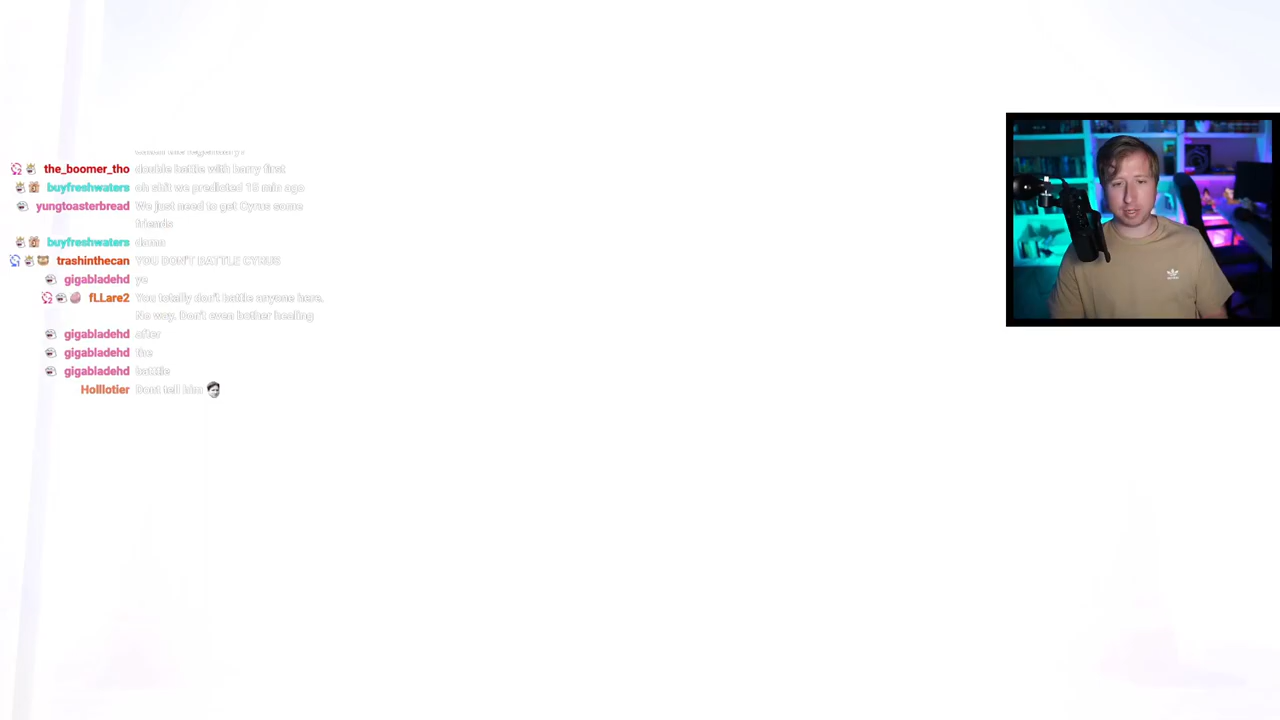 the_boomer_tho double battle with barry first
buyfreshwaters oh shit we predicted 10 min ago
yungtoasterbread We just need to get Cyrus some
friends
buyfreshwaters damn
trashinthecan YOU DON'T BATTLE CYRUS
gigabladehd ye
fLLare2 You totally don't battle anyone here.
No way. Don't even bother healing
gigabladehd after
gigabladehd the
gigabladehd battle
Holllotier Dont tell him